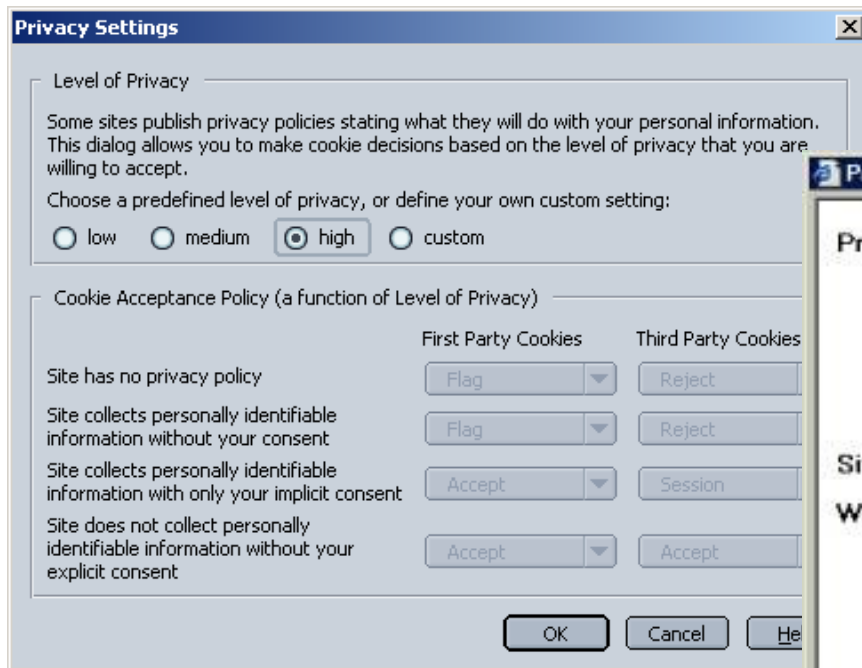 Privacy Settings
Level of Privacy
Some sites publish privacy policies stating what they will do with your personal information.
This dialog allows you to make cookie decisions based on the level of privacy that you are
willing to accept.
Choose a predefined level of privacy, or define your own custom setting:
low medium high custom
Cookie Acceptance Policy (a function of Level of Privacy)
First Party Cookies Third Party Cookies
Site has no privacy policy Flag Reject
Site collects personally identifiable
information without your consent Flag Reject
Site collects personally identifiable
information with only your implicit consent Accept Session
Site does not collect personally
identifiable information without your
explicit consent Accept Accept
OK Cancel